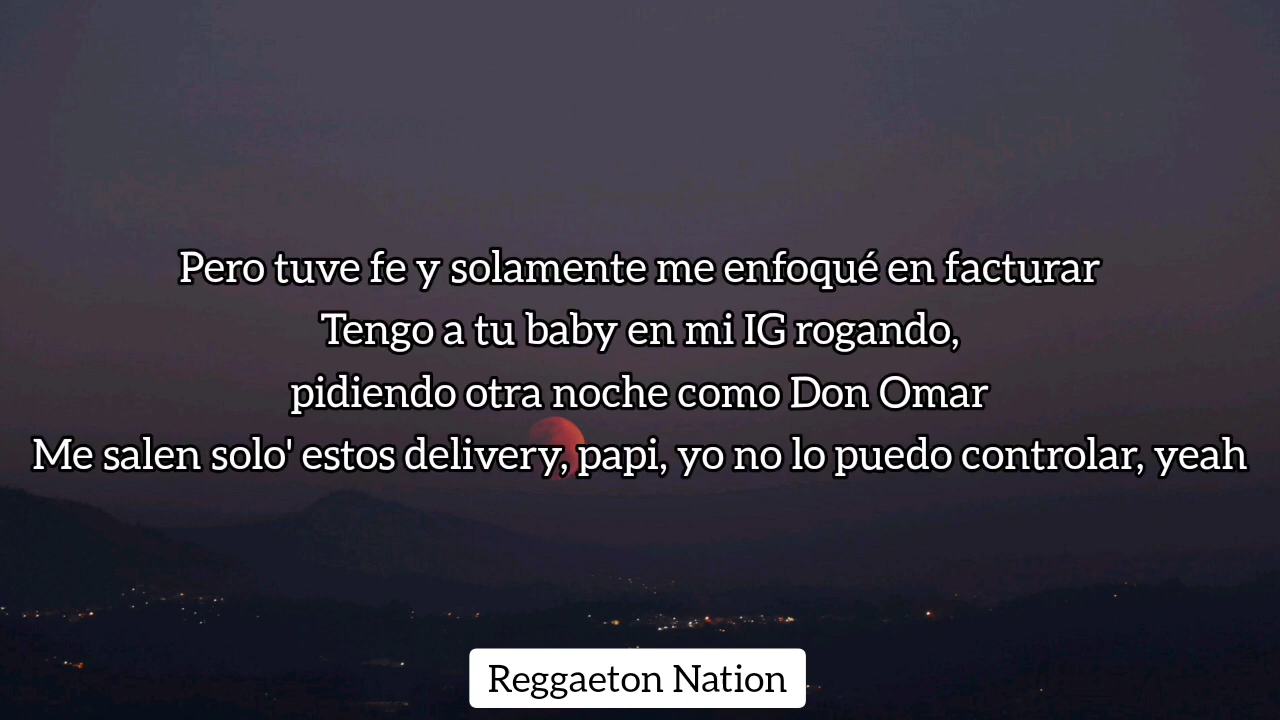 Pero tuve fe y solamente me enfoqué en facturar
Tengo a tu baby en mi IG rogando,
pidiendo otra noche como Don Omar
Me salen solo' estos delivery, papi, yo no lo puedo controlar, yeah
Reggaeton Nation